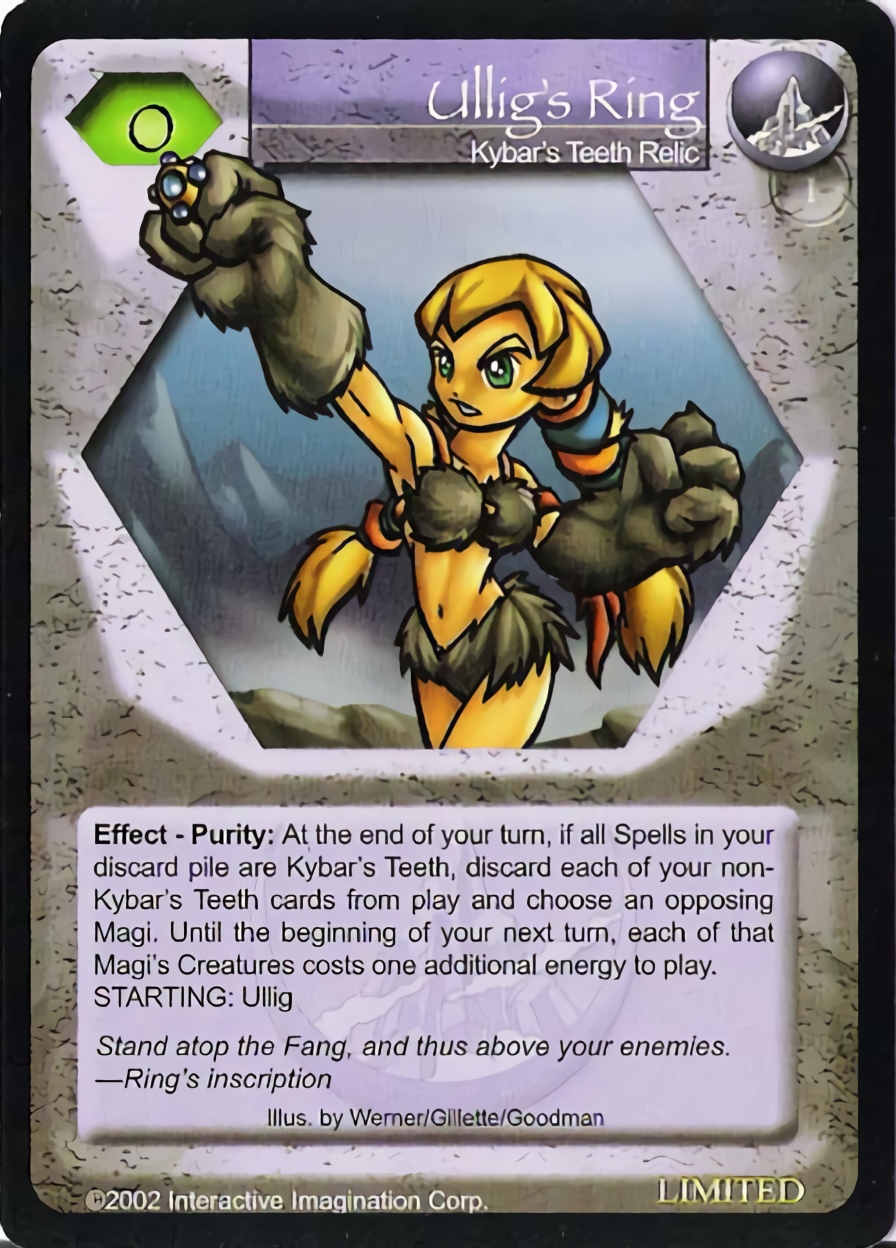 0
Ullig's Ring
Kybar's Teeth Relic
1
Effect - Purity: At the end of your turn, if all Spells in your
discard pile are Kybar's Teeth, discard each of your non-
Kybar's Teeth cards from play and choose an opposing
Magi. Until the beginning of your next turn, each of that
Magi's Creatures costs one additional energy to play.
STARTING: Ullig
Stand atop the Fang, and thus above your enemies.
—Ring's inscription
Illus. by Werner/Gillette/Goodman
©2002 Interactive Imagination Corp.
LIMITED